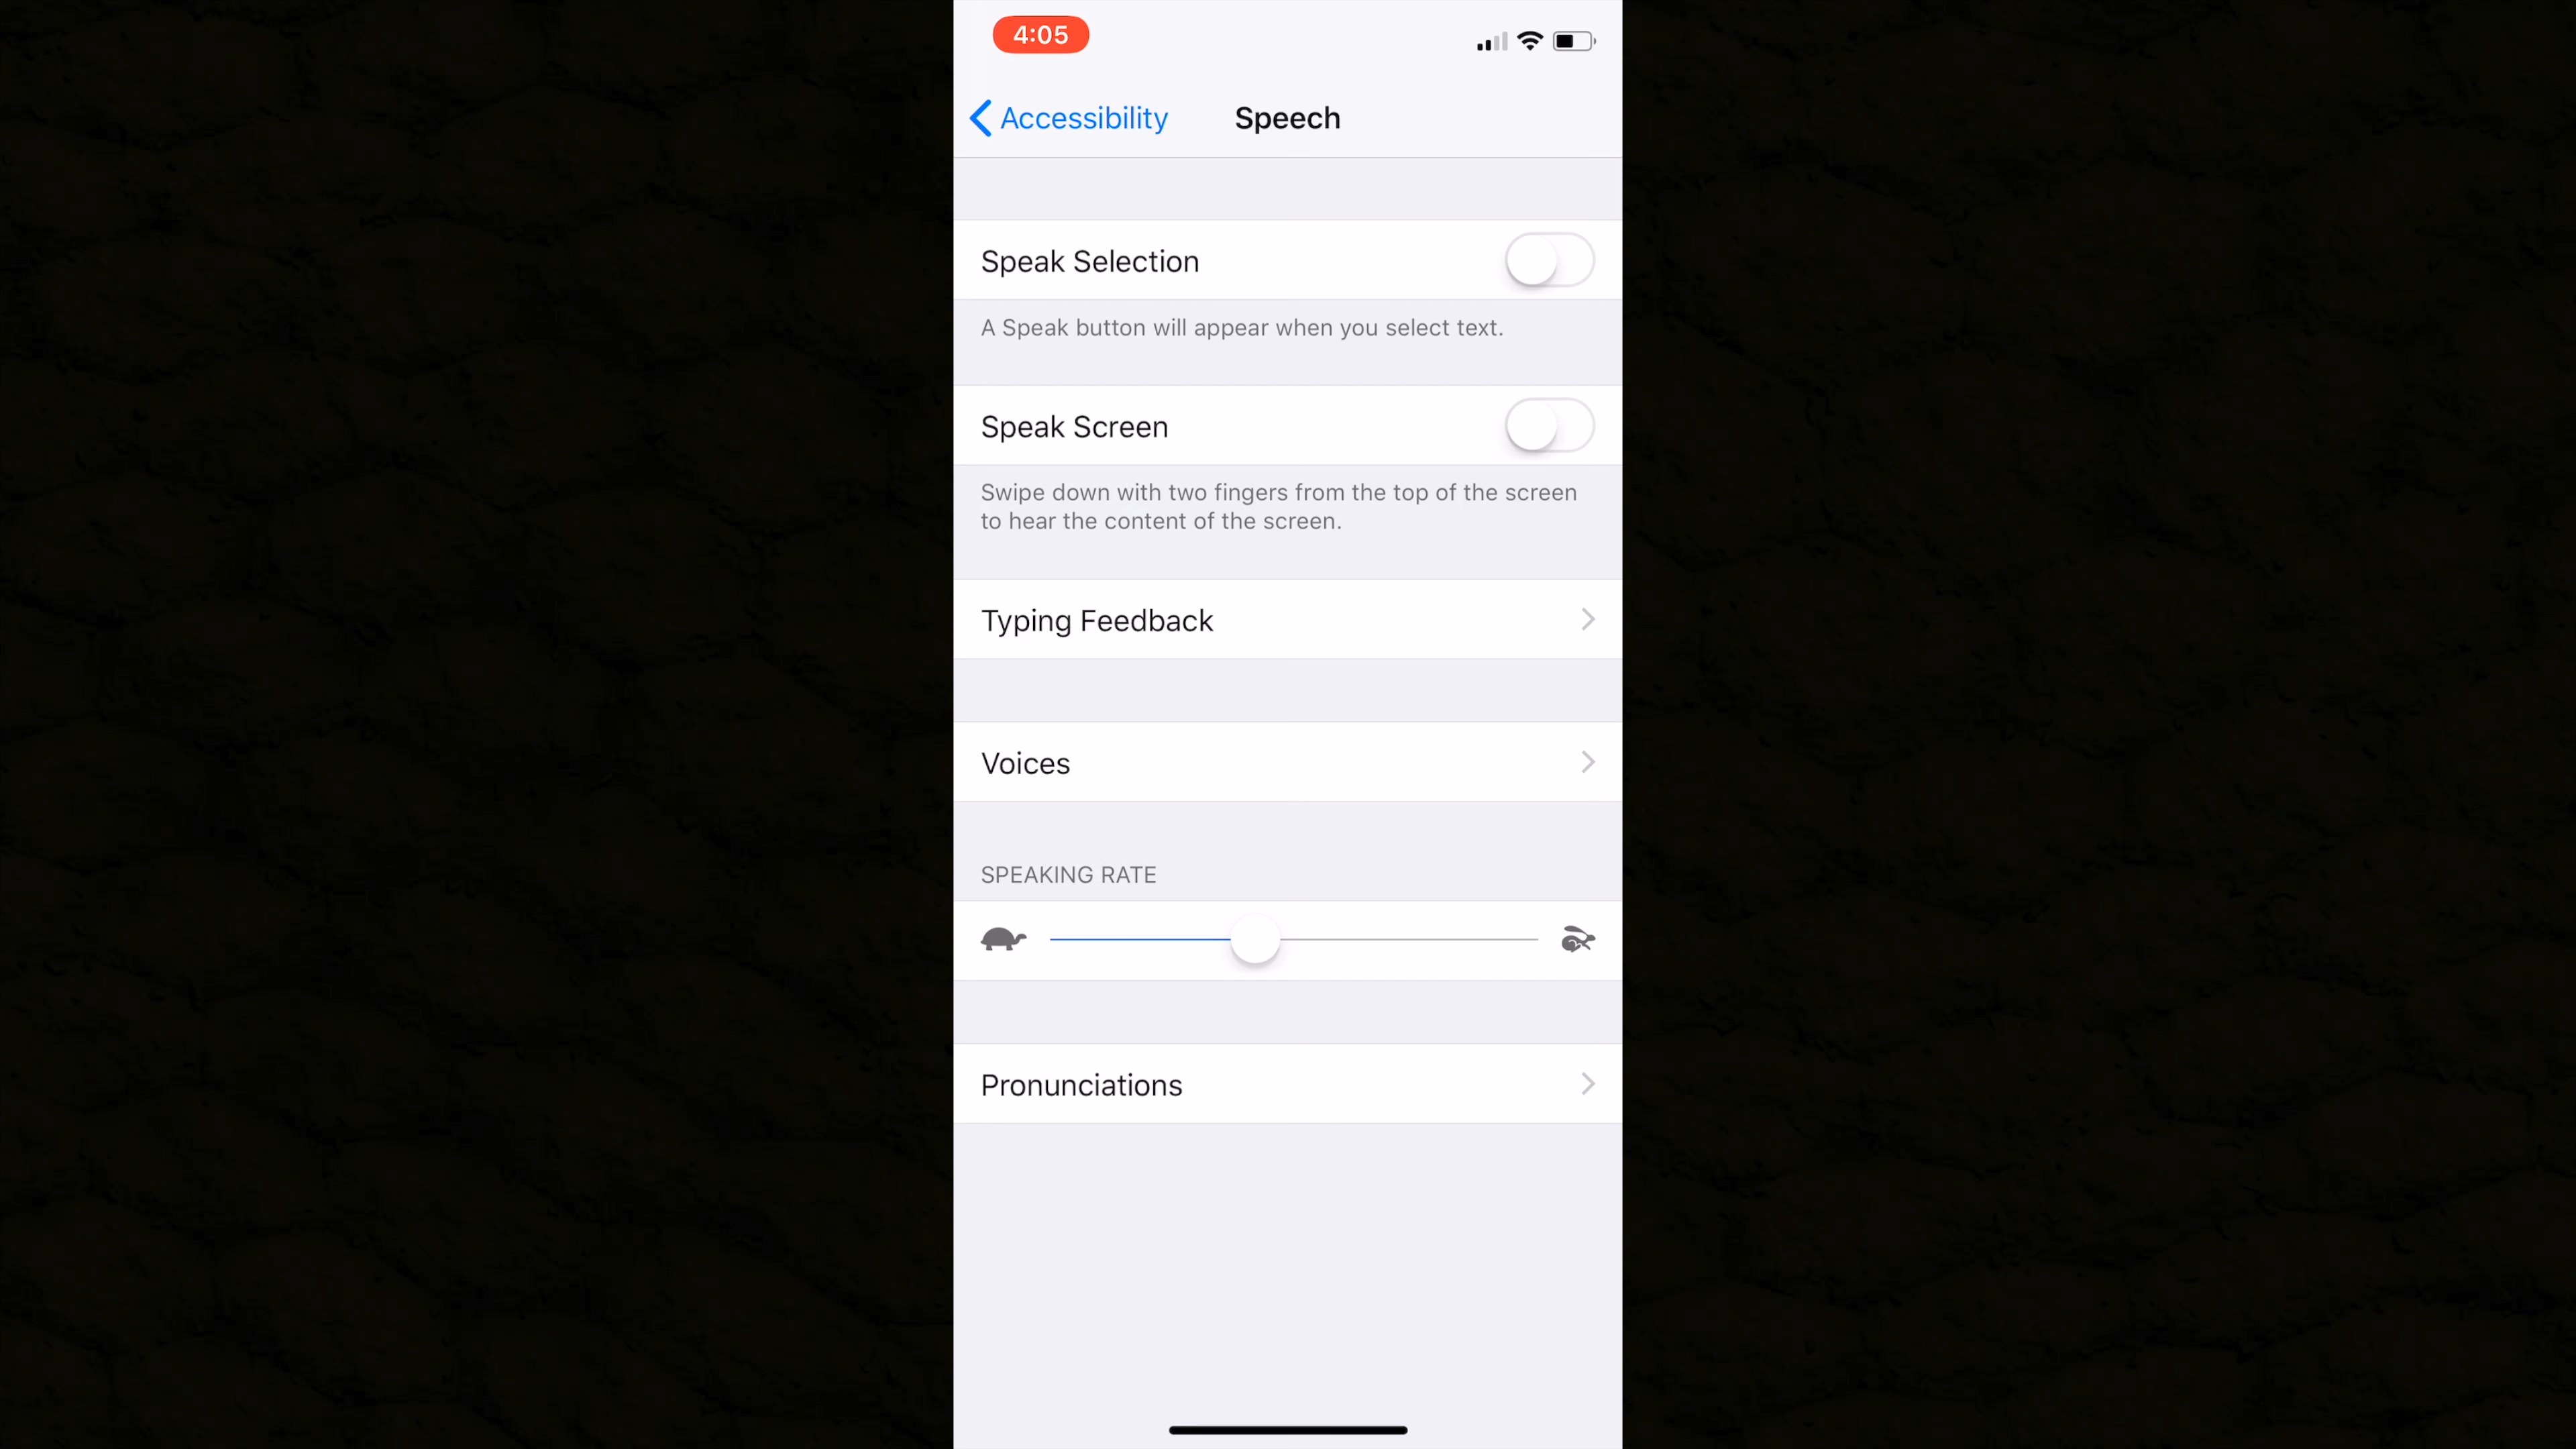 4:05
Accessibility
Speech
Speak Selection
A Speak button will appear when you select text.
Speak Screen
Swipe down with two fingers from the top of the screen
to hear the content of the screen.
Typing Feedback
Voices
SPEAKING RATE
Pronunciations